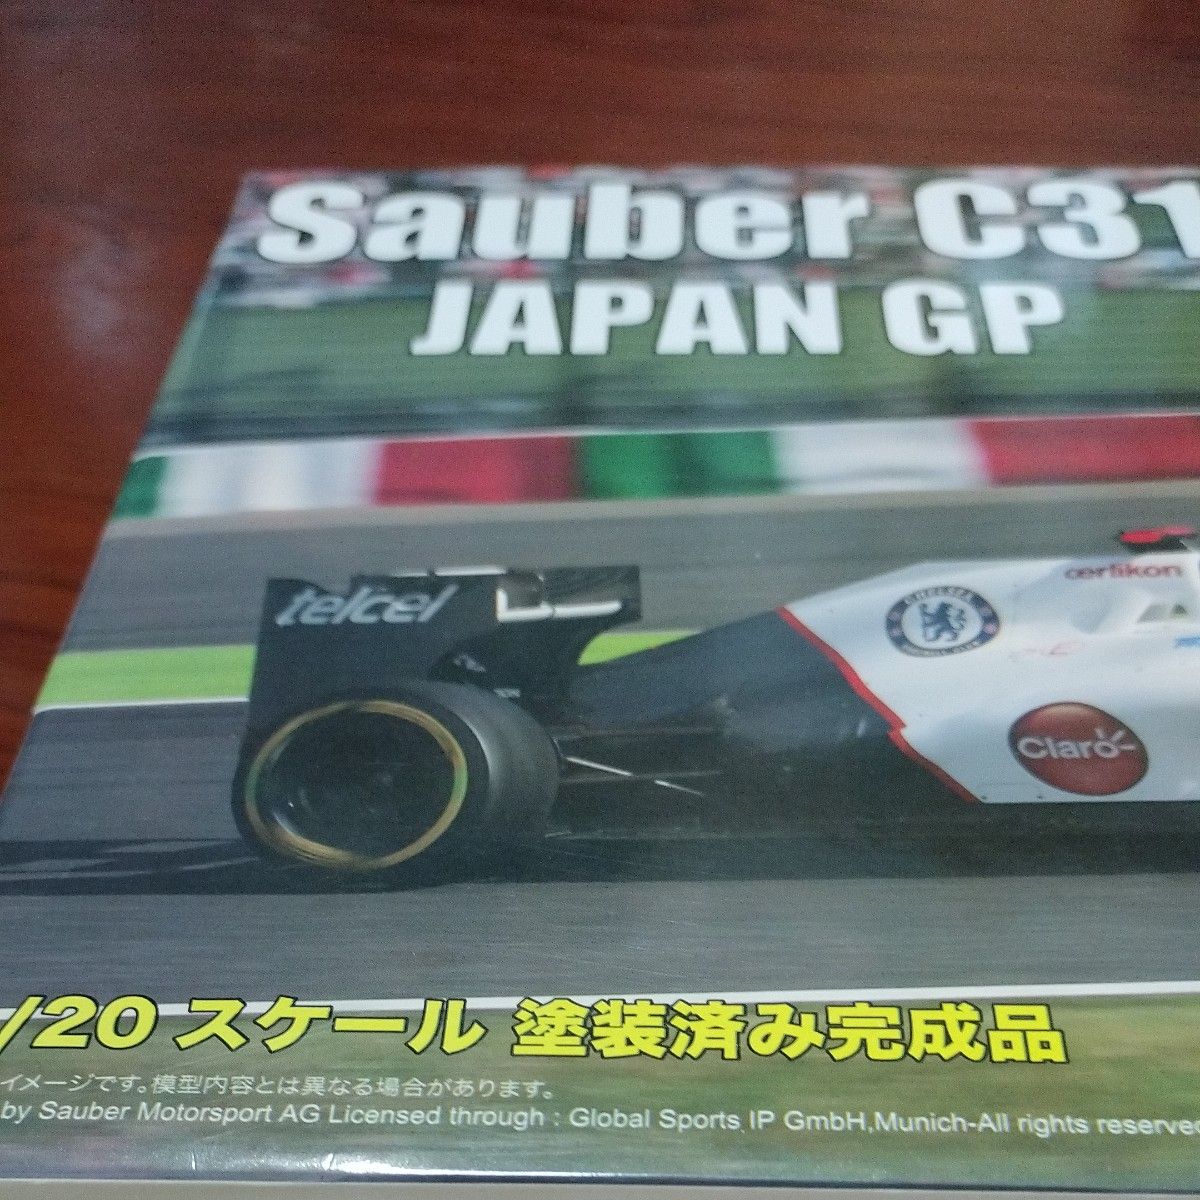 Sauber C31
JAPAN GP
telcel
oerlikon
CHELSEA
Claro
/20 スケール 塗装済み完成品
イメージです。模型内容とは異なる場合があります。
by Sauber Motorsport AG Licensed through : Global Sports IP GmbH,Munich-All rights reserved